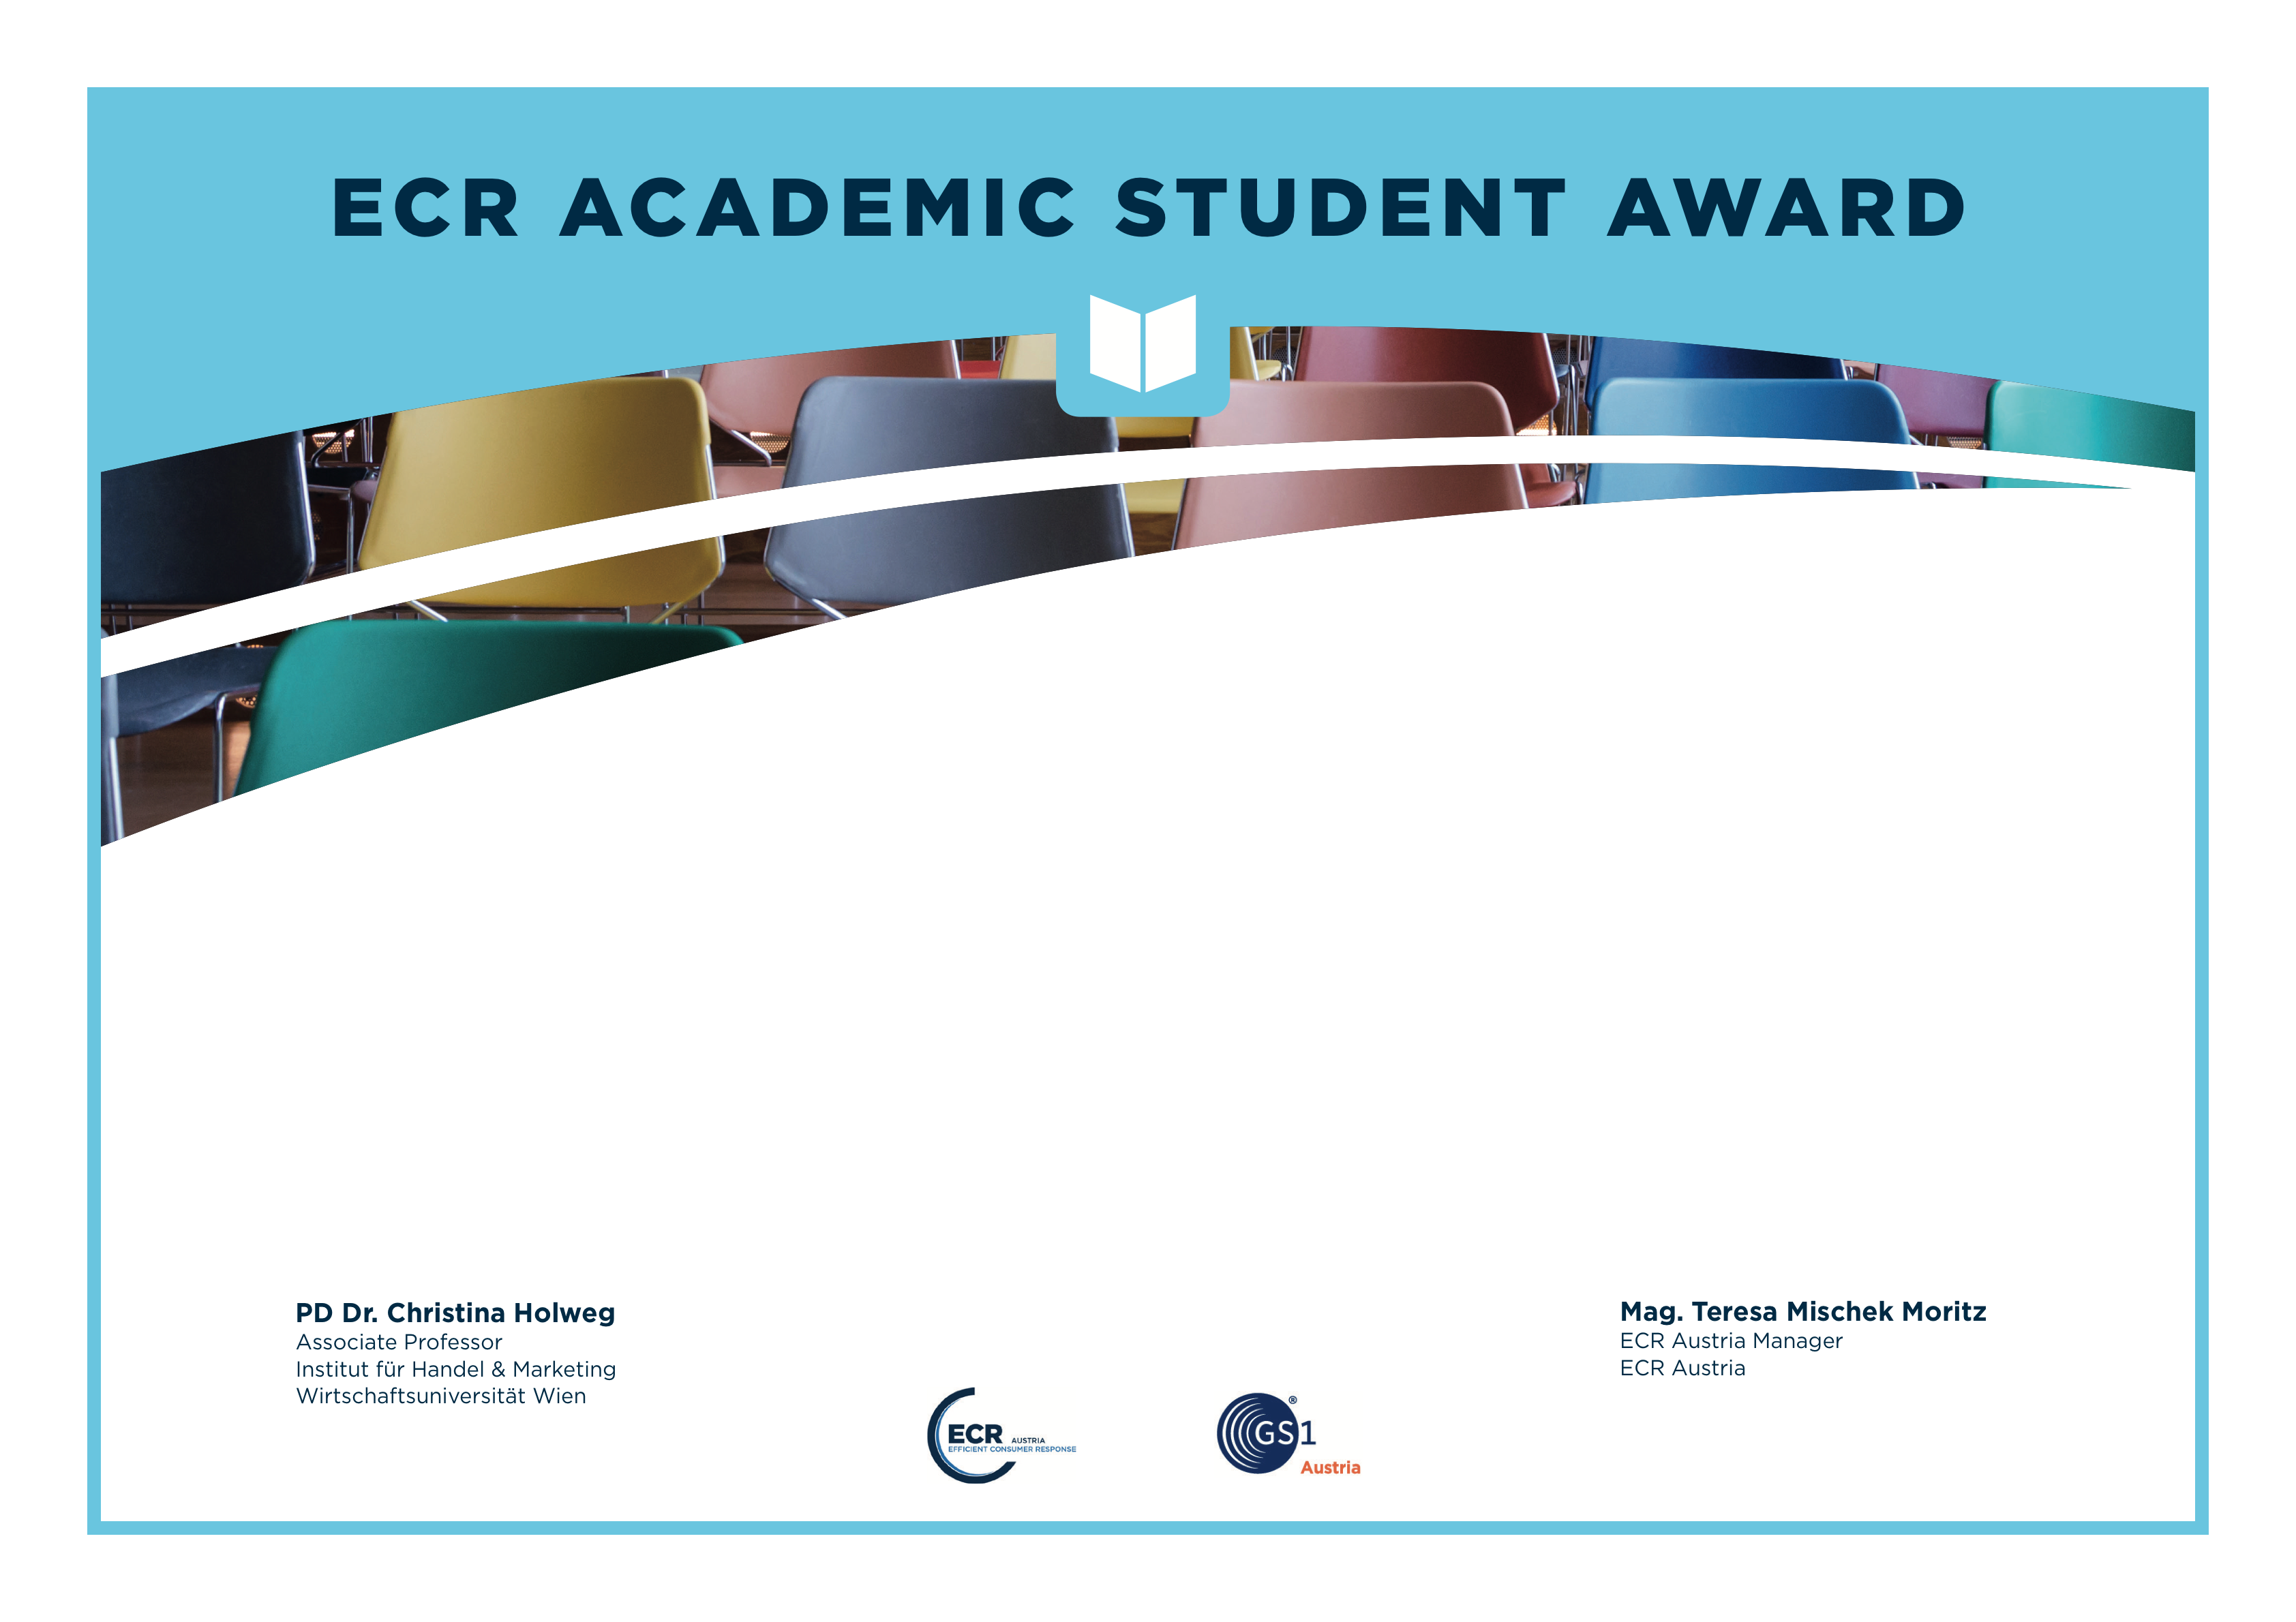 ECR ACADEMIC STUDENT AWARD
PD Dr. Christina Holweg
Associate Professor
Institut für Handel & Marketing
Wirtschaftsuniversität Wien
Mag. Teresa Mischek Moritz
ECR Austria Manager
ECR Austria
ECR AUSTRIA
EFFICIENT CONSUMER RESPONSE
GS1®
Austria